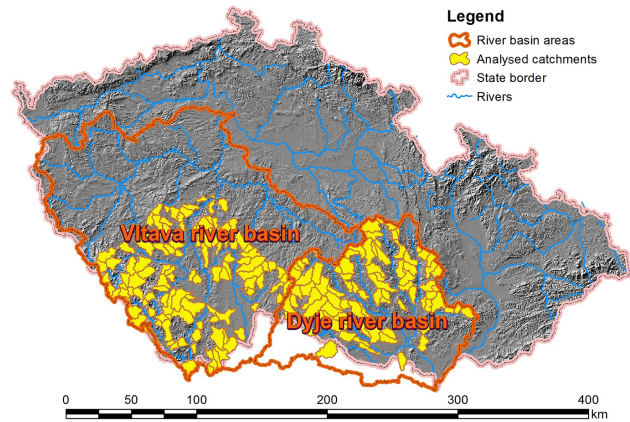 Legend
River basin areas
Analysed catchments
State border
Rivers
Vltava river basin
Dyje river basin
0 50 100 200 300 400
km